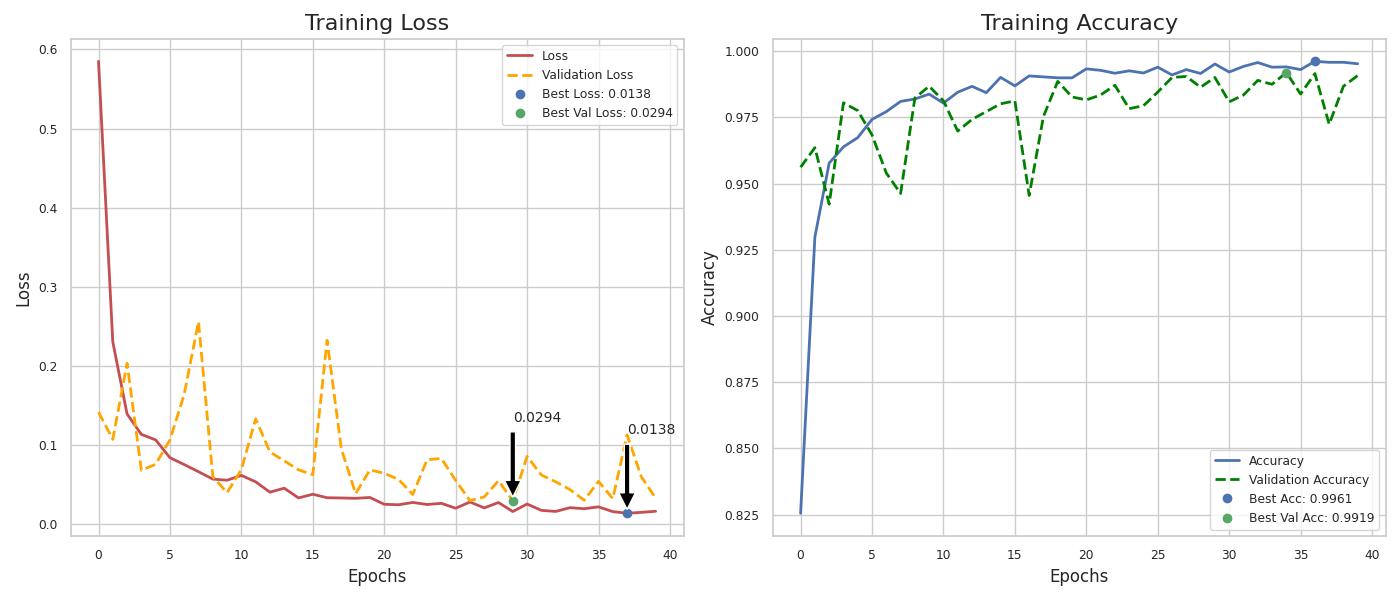 Training Loss
0.6
0.5
0.4
0.3
0.2
0.1
0.0
Loss
Loss
Validation Loss
Best Loss: 0.0138
Best Val Loss: 0.0294
0.0294
0.0138
0 5 10 15 20 25 30 35 40
Epochs
Training Accuracy
1.000
0.975
0.950
0.925
0.900
0.875
0.850
0.825
Accuracy
Accuracy
Validation Accuracy
Best Acc: 0.9961
Best Val Acc: 0.9919
0 5 10 15 20 25 30 35 40
Epochs